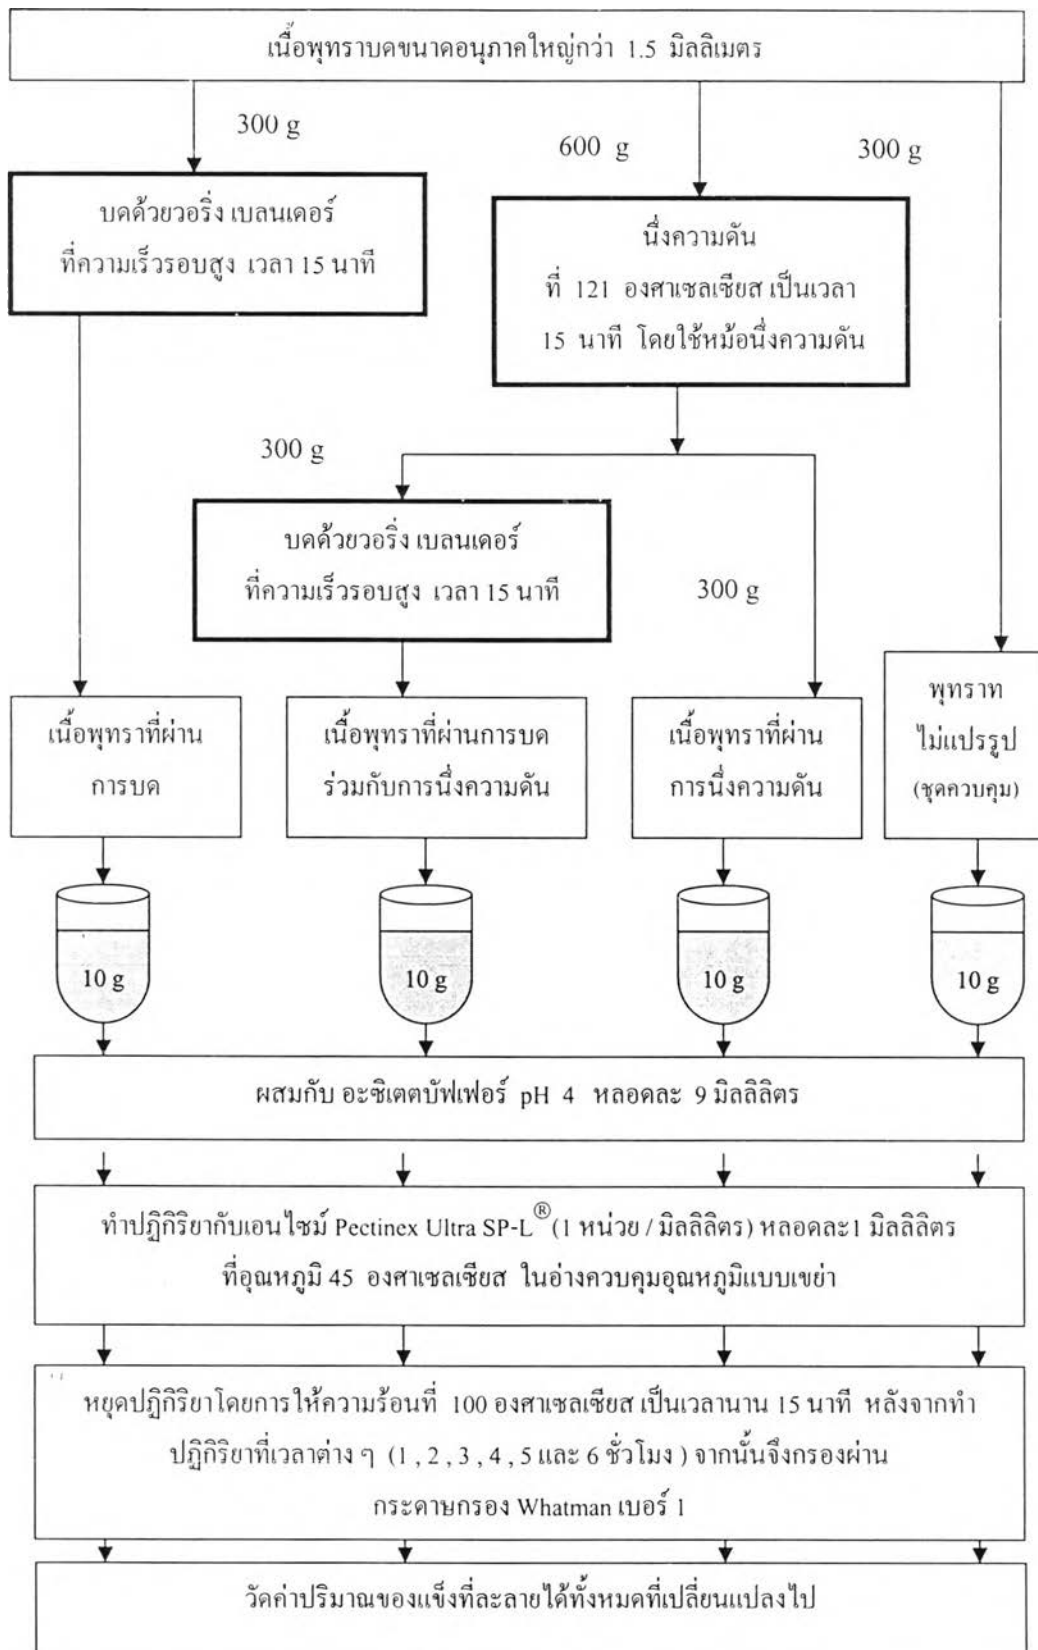 เนื้อพุทราบดขนาดอนุภาคใหญ่กว่า 1.5 มิลลิเมตร
300 g
600 g
300 g
บดด้วยวอริ่ง เบลนเดอร์
ที่ความเร็วรอบสูง เวลา 15 นาที
นึ่งความดัน
ที่ 121 องศาเซลเซียส เป็นเวลา
15 นาที โดยใช้หม้อนึ่งความดัน
300 g
บดด้วยวอริ่ง เบลนเดอร์
ที่ความเร็วรอบสูง เวลา 15 นาที
300 g
เนื้อพุทราที่ผ่าน
การบด
เนื้อพุทราที่ผ่านการบด
ร่วมกับการนึ่งความดัน
เนื้อพุทราที่ผ่าน
การนึ่งความดัน
พุทราท
ไม่แปรรูป
(ชุดควบคุม)
10 g
10 g
10 g
10 g
ผสมกับ อะซิเตตบัฟเฟอร์ pH 4 หลอดละ 9 มิลลิลิตร
ทำปฏิกิริยากับเอนไซม์ Pectinex Ultra SP-L®(1 หน่วย / มิลลิลิตร) หลอดละ1 มิลลิลิตร
ที่อุณหภูมิ 45 องศาเซลเซียส ในอ่างควบคุมอุณหภูมิแบบเขย่า
หยุดปฏิกิริยาโดยการให้ความร้อนที่ 100 องศาเซลเซียส เป็นเวลานาน 15 นาที หลังจากทำ
ปฏิกิริยาที่เวลาต่าง ๆ (1 , 2 , 3 , 4 , 5 และ 6 ชั่วโมง ) จากนั้นจึงกรองผ่าน
กระดาษกรอง Whatman เบอร์ 1
วัดค่าปริมาณของแข็งที่ละลายได้ทั้งหมดที่เปลี่ยนแปลงไป